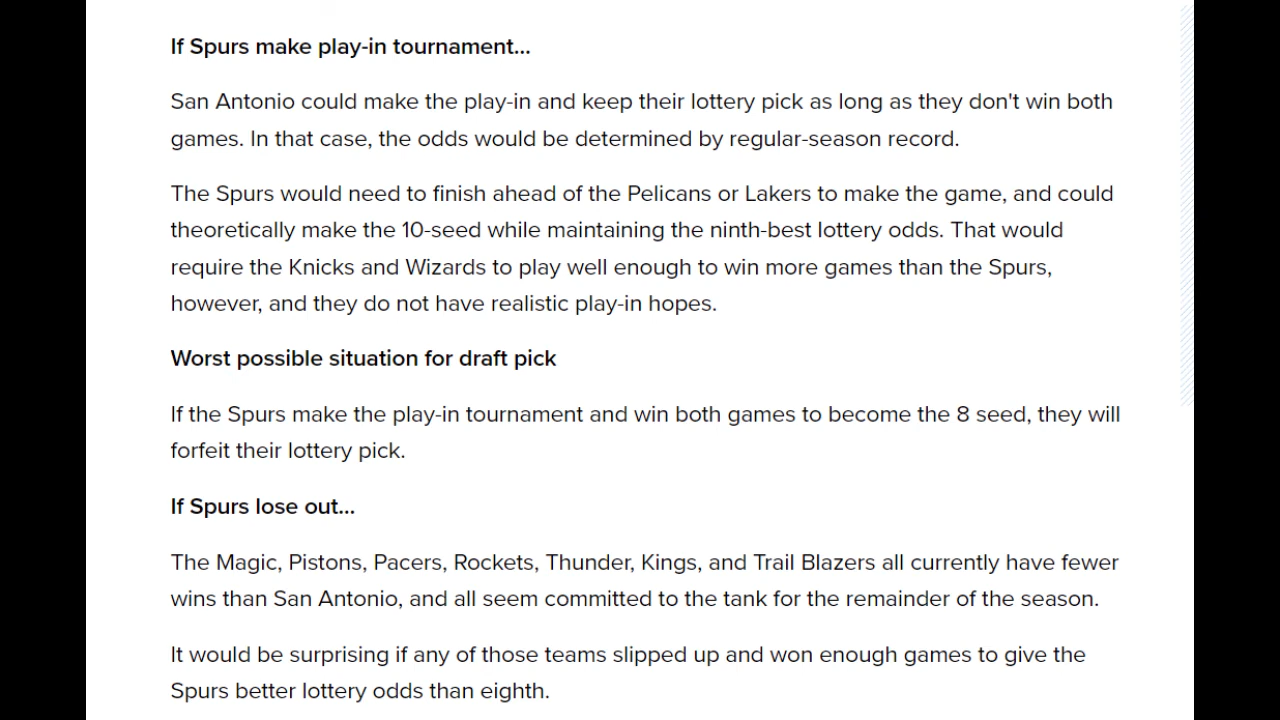 If Spurs make play-in tournament...
San Antonio could make the play-in and keep their lottery pick as long as they don't win both
games. In that case, the odds would be determined by regular-season record.
The Spurs would need to finish ahead of the Pelicans or Lakers to make the game, and could
theoretically make the 10-seed while maintaining the ninth-best lottery odds. That would
require the Knicks and Wizards to play well enough to win more games than the Spurs,
however, and they do not have realistic play-in hopes.
Worst possible situation for draft pick
If the Spurs make the play-in tournament and win both games to become the 8 seed, they will
forfeit their lottery pick.
If Spurs lose out...
The Magic, Pistons, Pacers, Rockets, Thunder, Kings, and Trail Blazers all currently have fewer
wins than San Antonio, and all seem committed to the tank for the remainder of the season.
It would be surprising if any of those teams slipped up and won enough games to give the
Spurs better lottery odds than eighth.